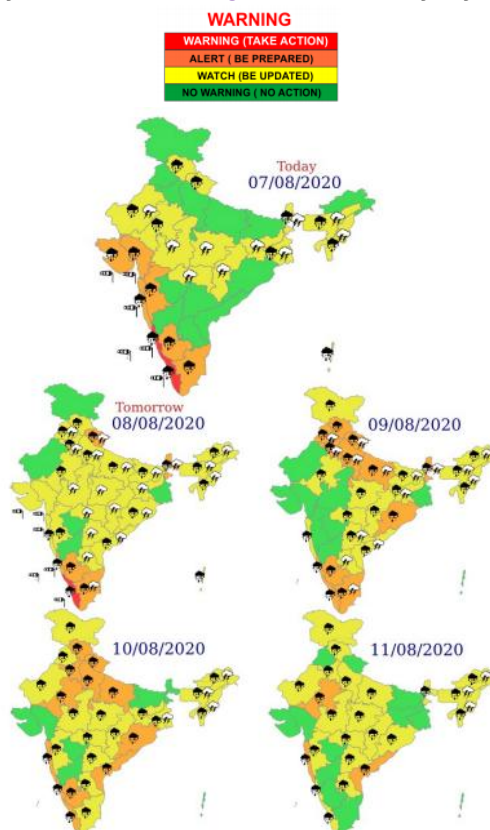 WARNING
WARNING (TAKE ACTION)
ALERT ( BE PREPARED)
WATCH (BE UPDATED)
NO WARNING ( NO ACTION)
Today
07/08/2020
Tomorrow
08/08/2020
09/08/2020
10/08/2020
11/08/2020